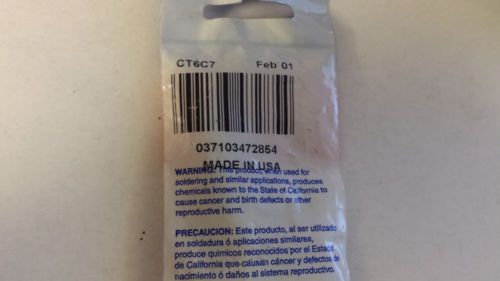 CT6C7 Feb 01
037103472854
MADE IN USA
WARNING: This product, when used for
soldering and similar applications, produces
chemicals known to the State of California to
cause cancer and birth defects or other
reproductive harm.
PRECAUCION: Este producto, al ser utilizado
en soldadura ó aplicaciones similares,
produce quimicos reconocidos por el Estado
de California que causan cáncer y defectos de
nacimiento ó daños al sistema reproductivo.